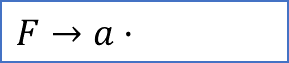 F → a ·